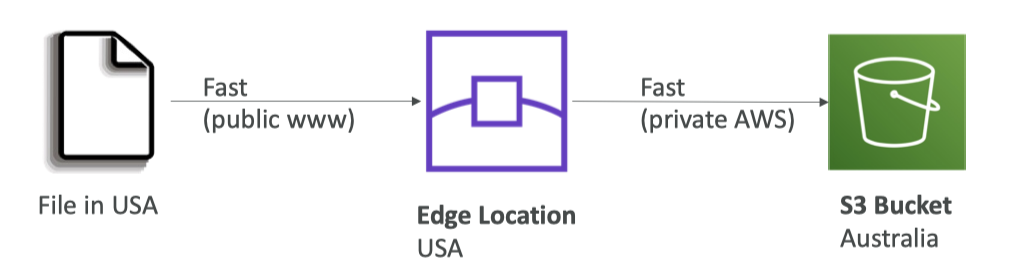 Fast
(public www)
Fast
(private AWS)
File in USA
Edge Location
USA
S3 Bucket
Australia